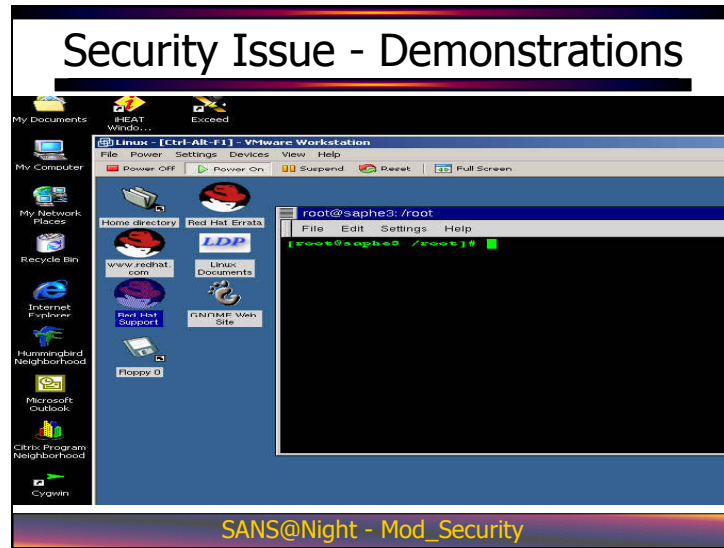 Security Issue - Demonstrations
My Documents
iHEAT Windo...
Exceed
Linux - [Ctrl-Alt-F1] - VMware Workstation
File Power Settings Devices View Help
My Computer
Power Off Power On Suspend Reset Full Screen
My Network Places
Home directory
Red Hat Errata
root@saphe3: /root
File Edit Settings Help
[root@saphe3 /root]#
Recycle Bin
LDP
www.redhat.com
Linux Documents
Internet Explorer
Red Hat Support
GNOME Web Site
Hummingbird Neighborhood
Floppy 0
Microsoft Outlook
Citrix Program Neighborhood
Cygwin
SANS@Night - Mod_Security